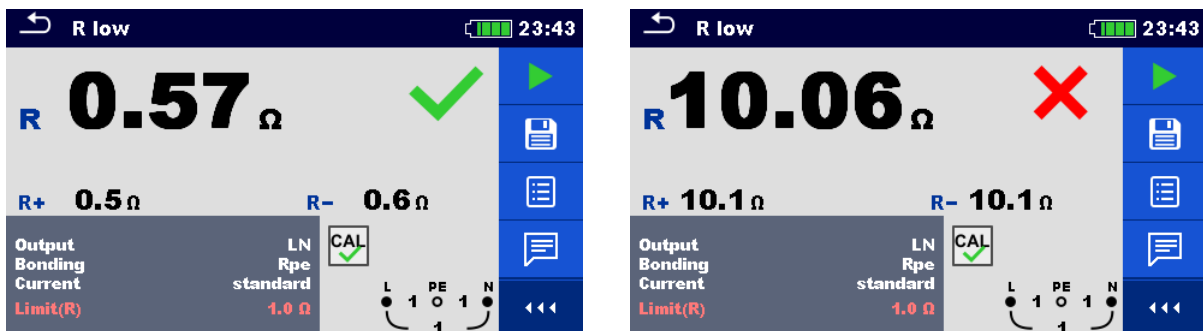 R low 23:43
R 0.57 Ω
R+ 0.5 Ω R- 0.6 Ω
Output LN
Bonding Rpe
Current standard
Limit(R) 1.0 Ω
CAL
L PE N
1 1
1
R low 23:43
R 10.06 Ω
R+ 10.1 Ω R- 10.1 Ω
Output LN
Bonding Rpe
Current standard
Limit(R) 1.0 Ω
CAL
L PE N
1 1
1